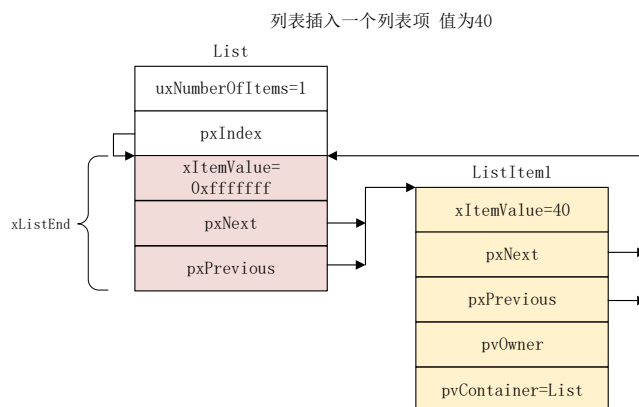 列表插入一个列表项 值为40
List
uxNumberOfItems=1
pxIndex
xItemValue=
0xfffffff
pxNext
pxPrevious
xListEnd
ListItem1
xItemValue=40
pxNext
pxPrevious
pvOwner
pvContainer=List